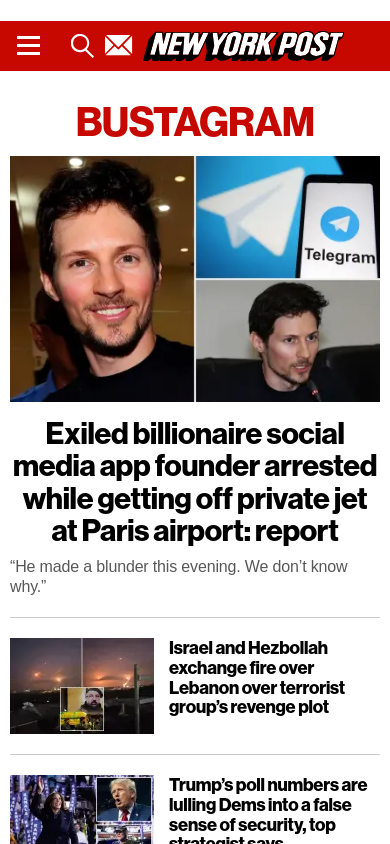 NEW YORK POST
BUSTAGRAM
Telegram
Exiled billionaire social
media app founder arrested
while getting off private jet
at Paris airport: report
“He made a blunder this evening. We don’t know
why.”
Israel and Hezbollah
exchange fire over
Lebanon over terrorist
group’s revenge plot
Trump’s poll numbers are
lulling Dems into a false
sense of security, top
strategist says